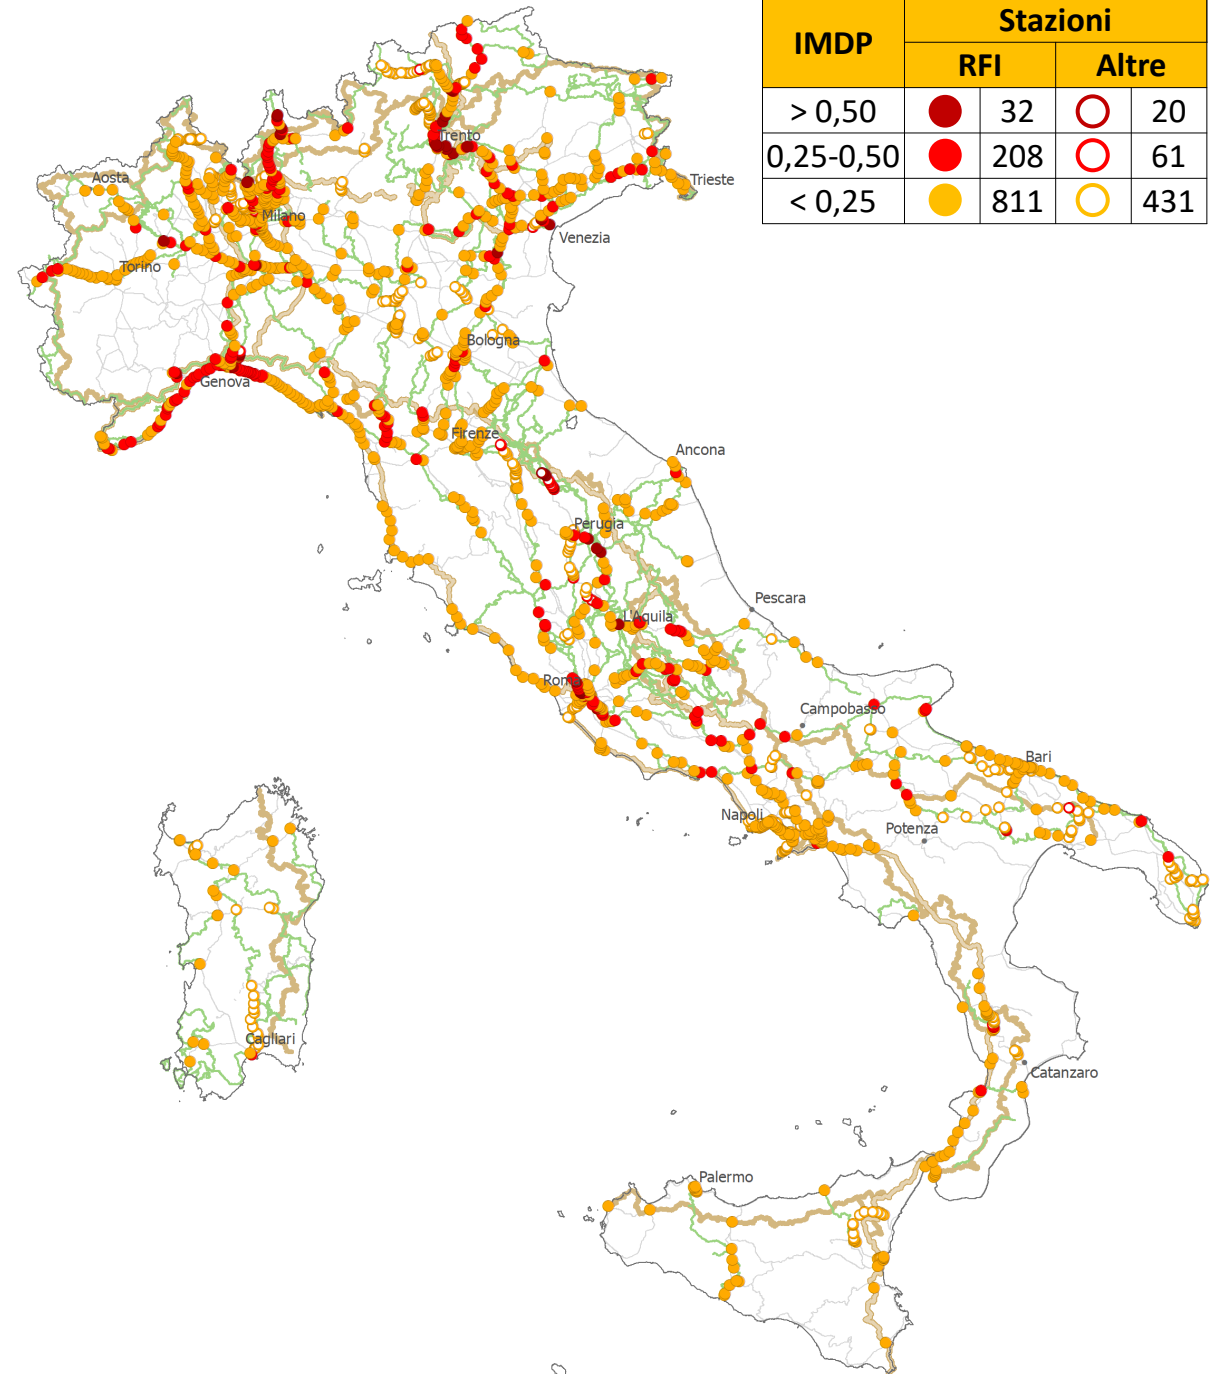 IMDP Stazioni
RFI Altre
> 0,50 32 20
0,25-0,50 208 61
< 0,25 811 431
Trento
Aosta
Trieste
Milano
Venezia
Torino
Bologna
Genova
Firenze
Ancona
Perugia
Pescara
L'Aquila
Roma
Campobasso
Bari
Napoli
Potenza
Cagliari
Catanzaro
Palermo